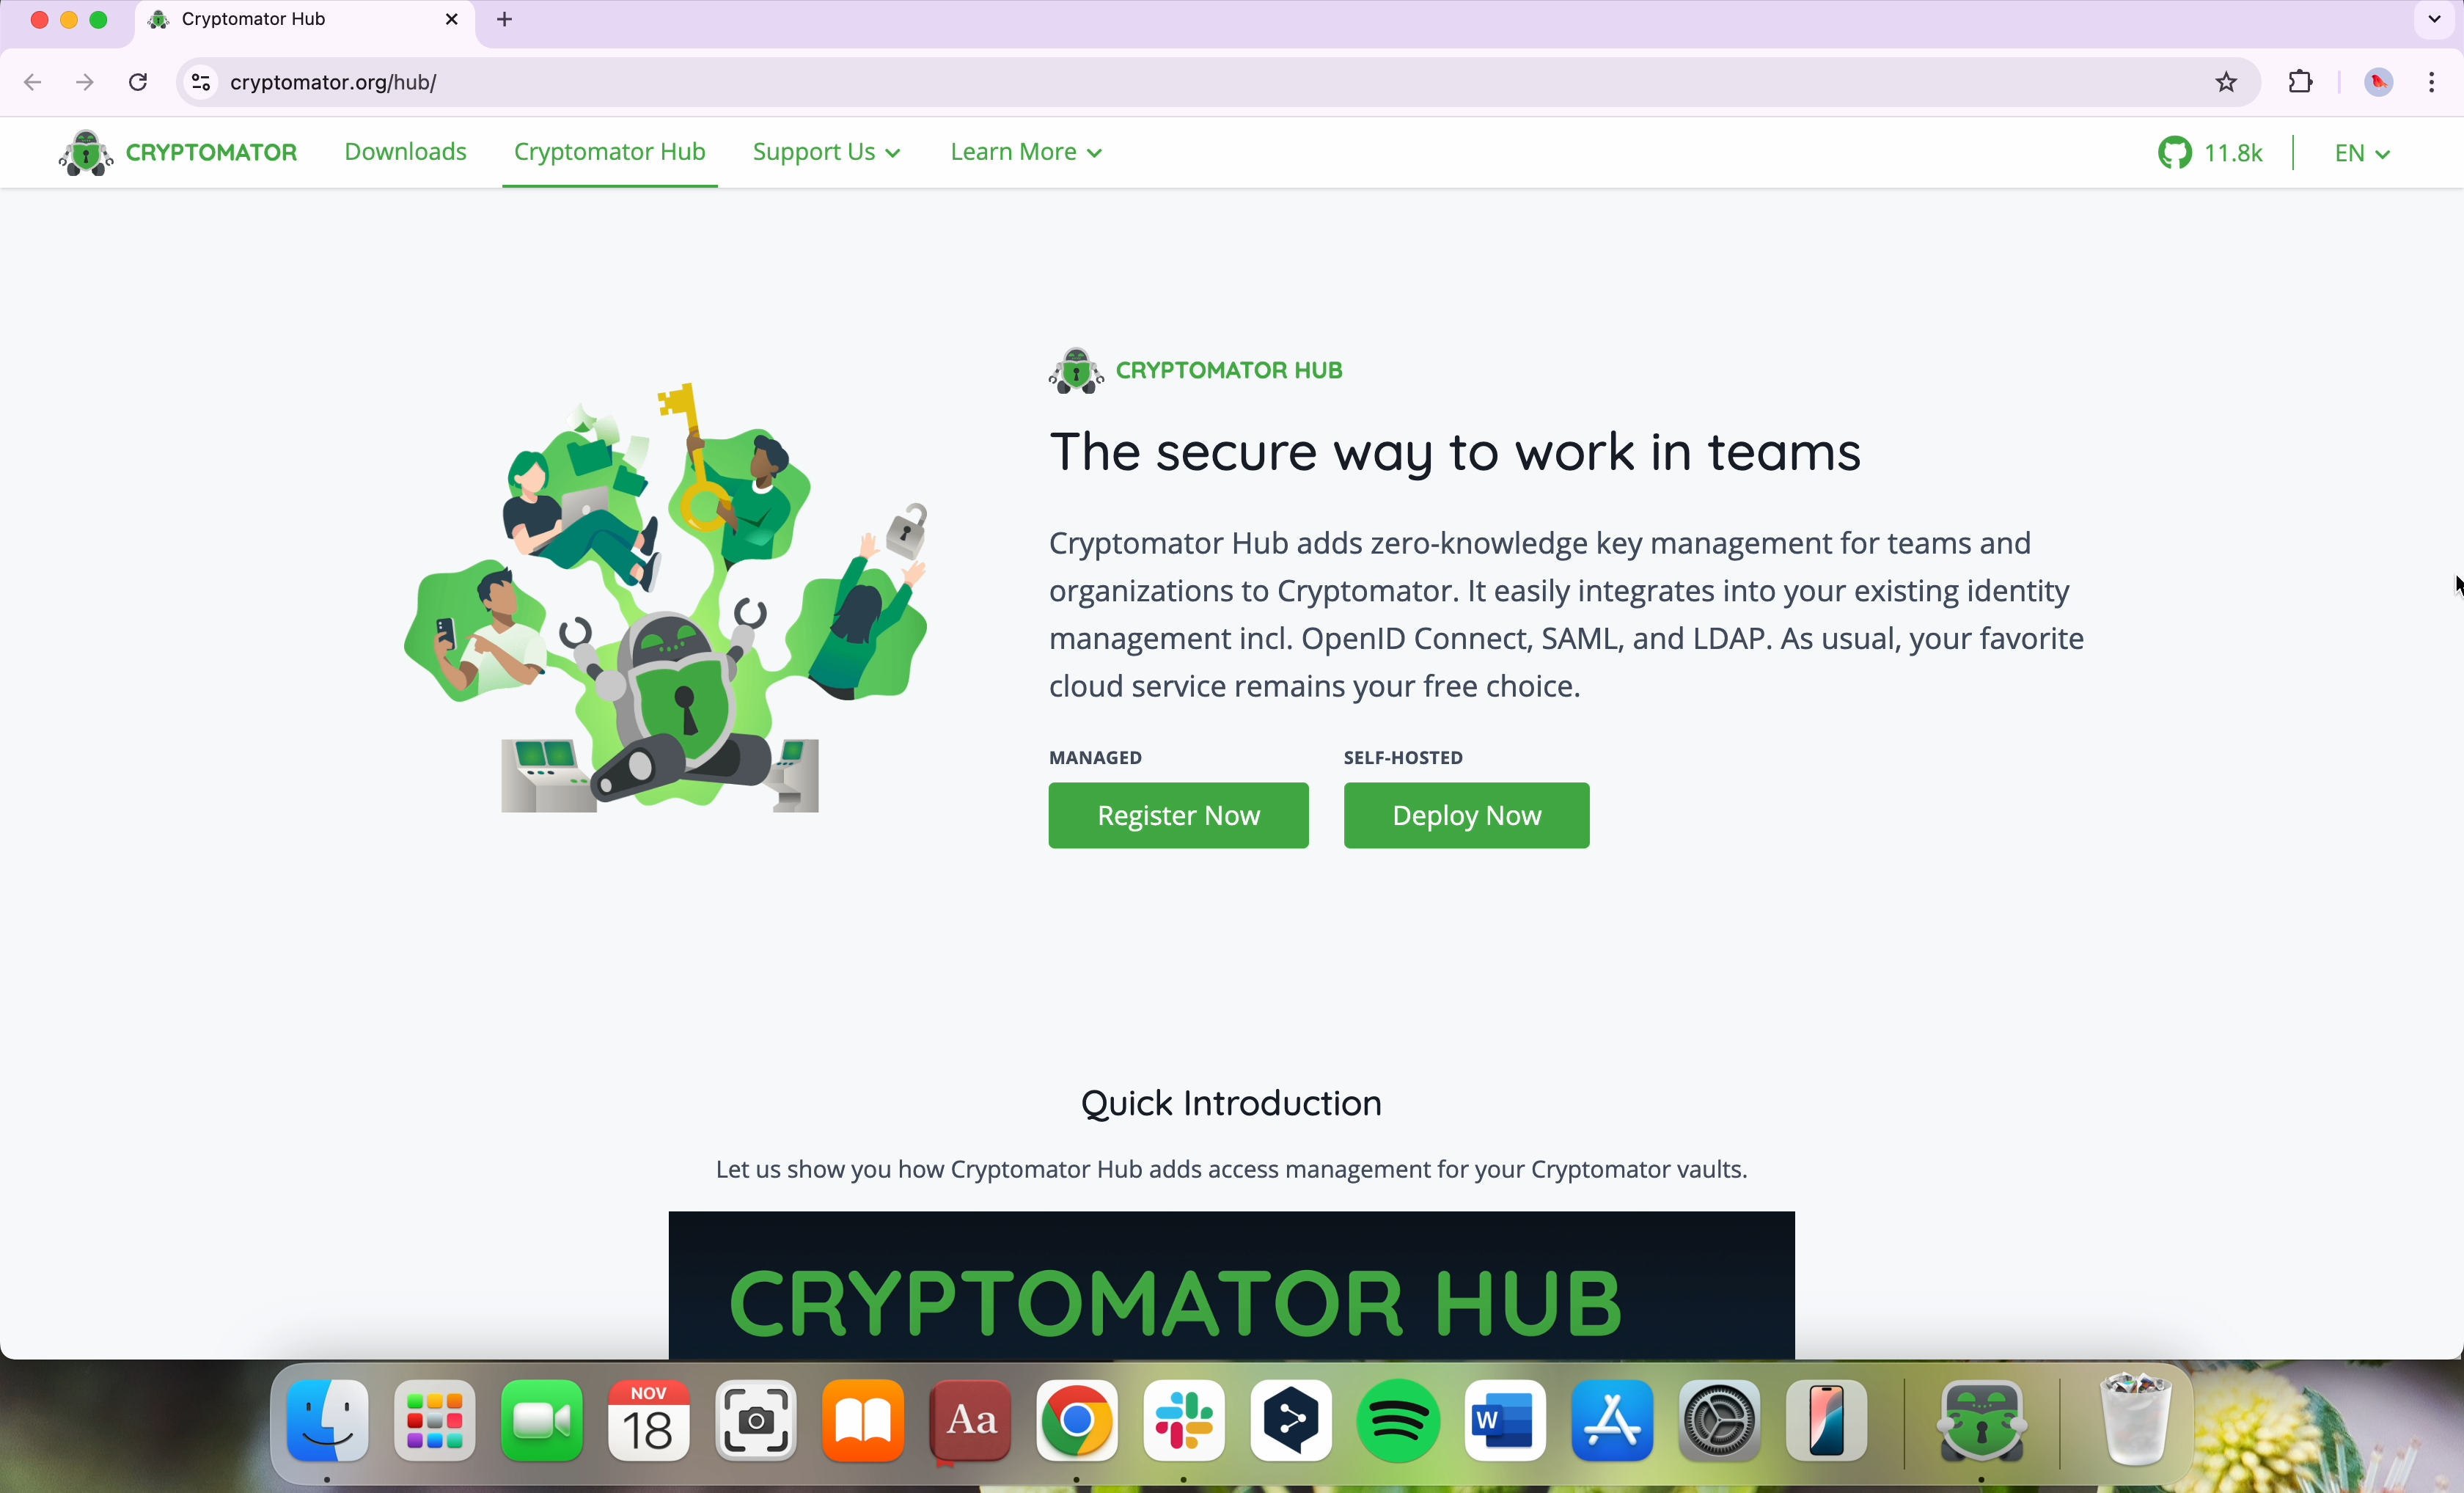 Cryptomator Hub
cryptomator.org/hub/
CRYPTOMATOR
Downloads
Cryptomator Hub
Support Us
Learn More
11.8k
EN
CRYPTOMATOR HUB
The secure way to work in teams
Cryptomator Hub adds zero-knowledge key management for teams and
organizations to Cryptomator. It easily integrates into your existing identity
management incl. OpenID Connect, SAML, and LDAP. As usual, your favorite
cloud service remains your free choice.
MANAGED
SELF-HOSTED
Register Now
Deploy Now
Quick Introduction
Let us show you how Cryptomator Hub adds access management for your Cryptomator vaults.
CRYPTOMATOR HUB
NOV
18
Aa
W